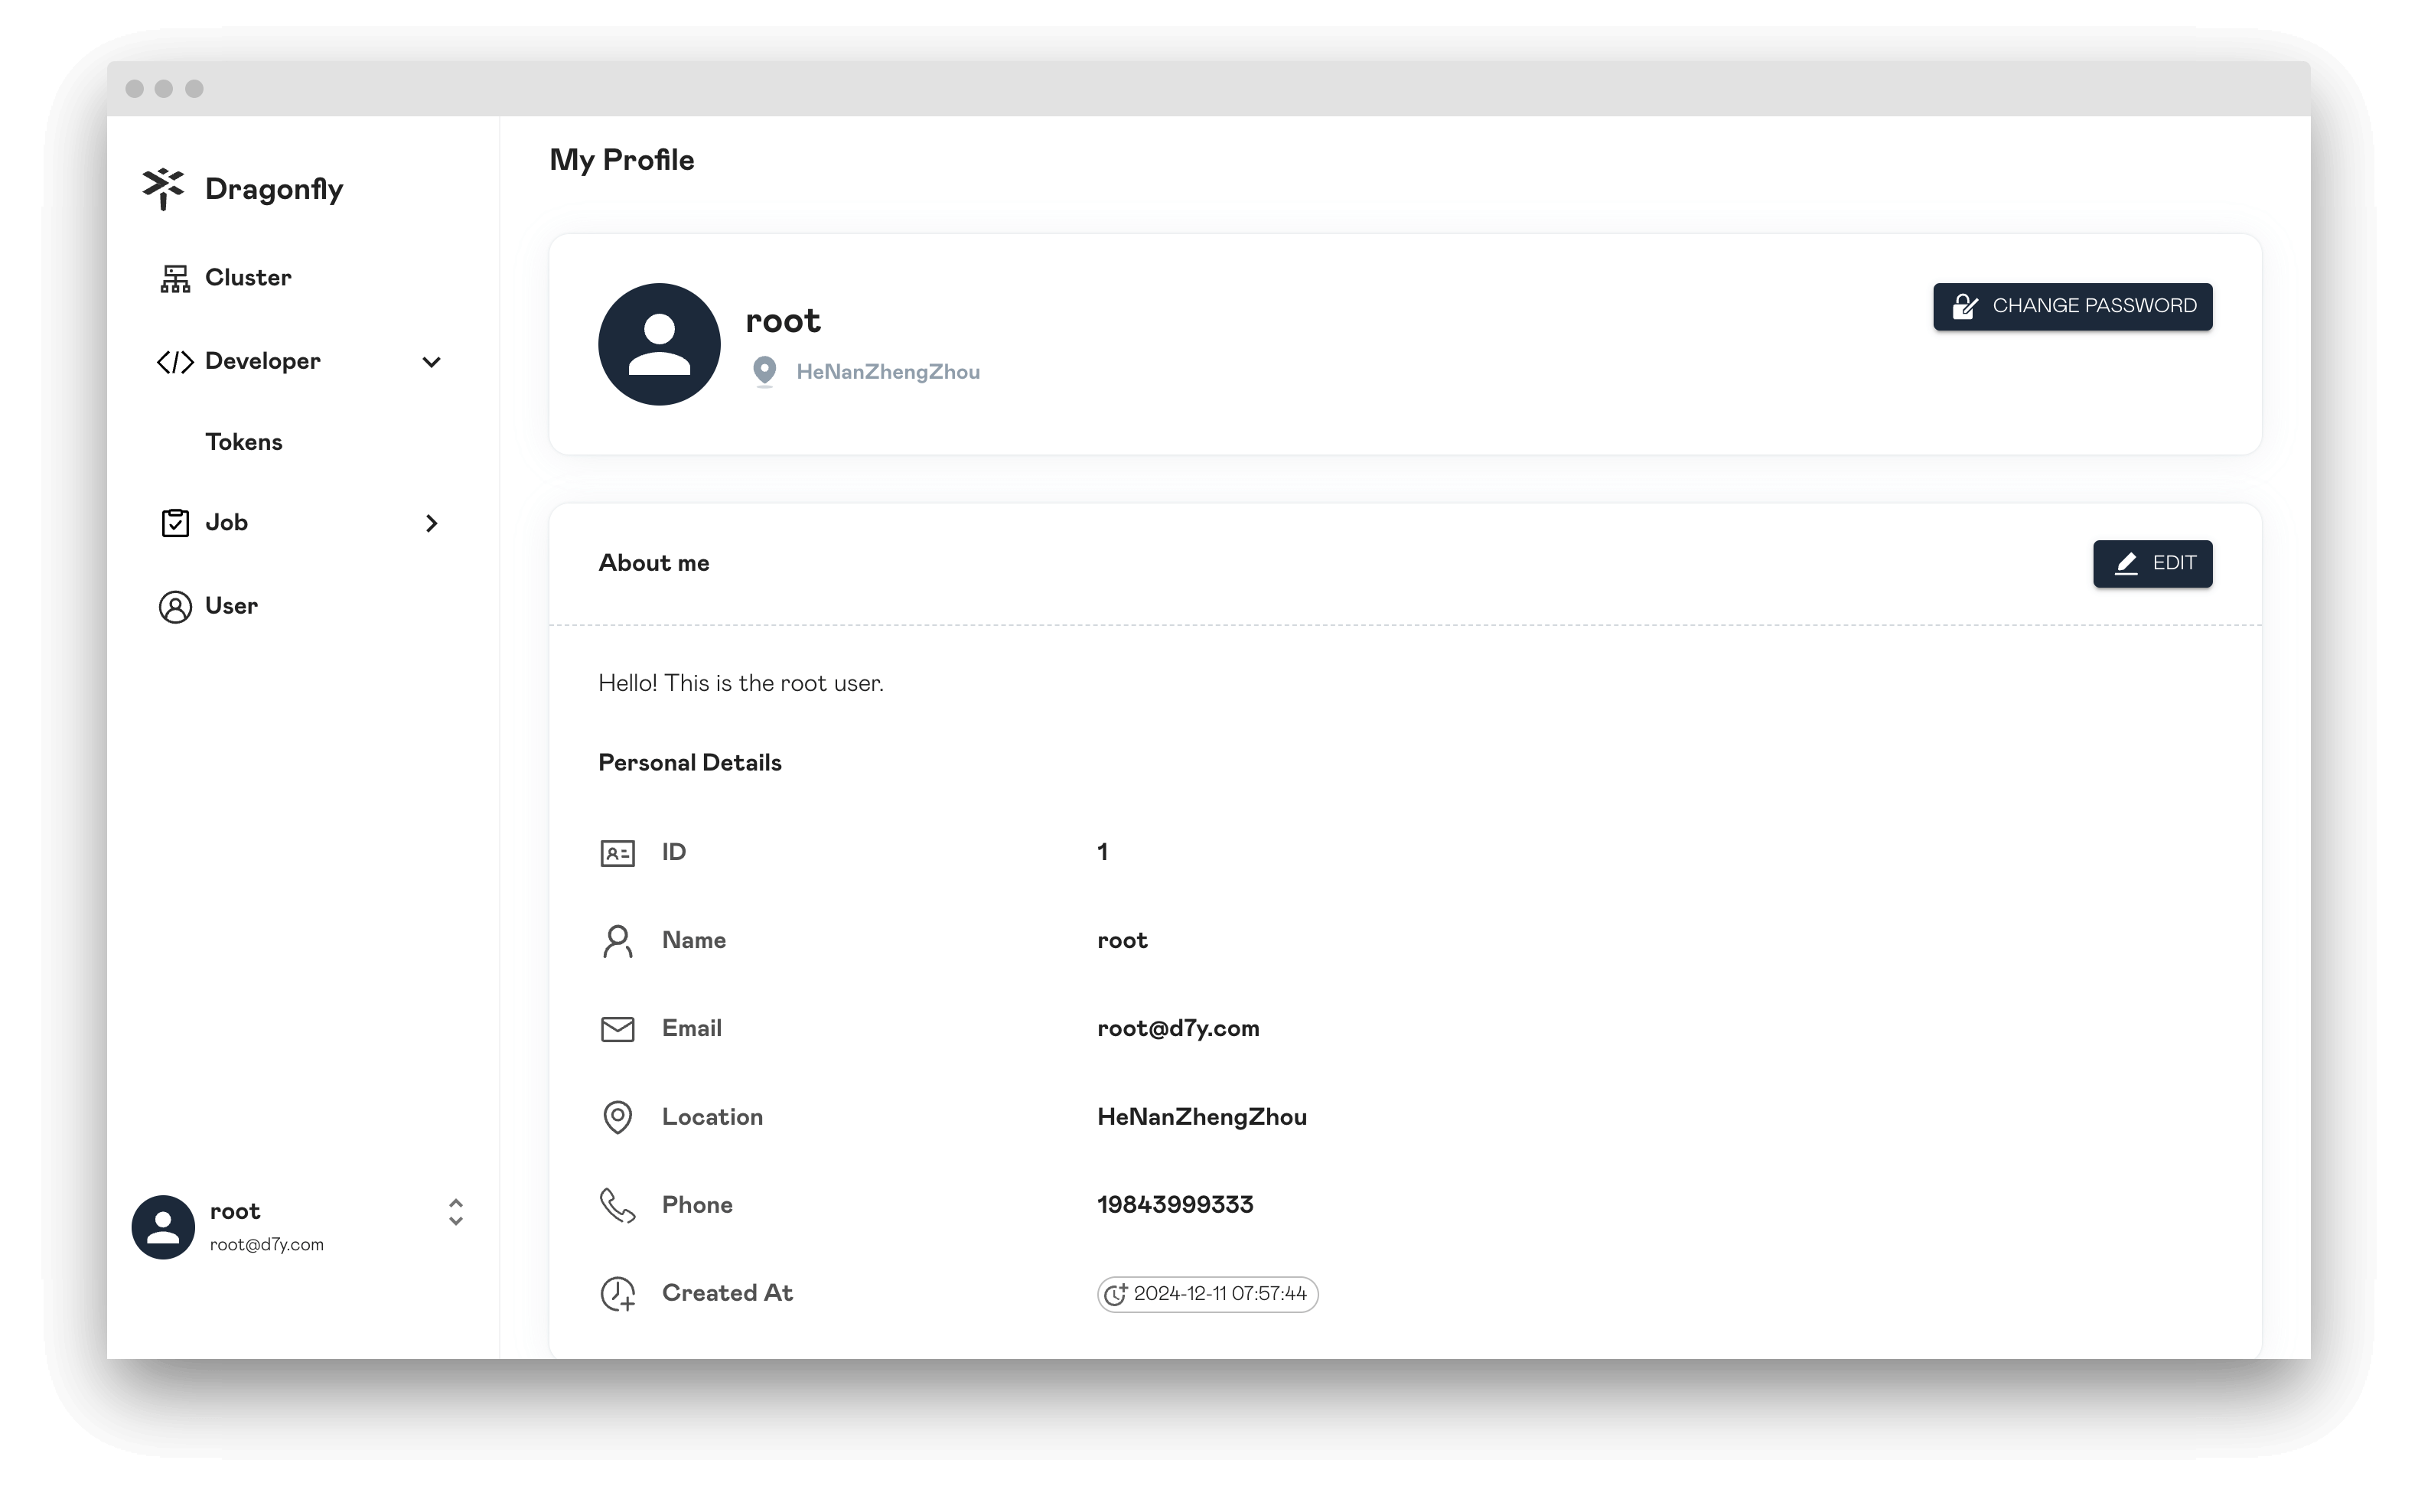 Dragonfly
Cluster
Developer
Tokens
Job
User
root
root@d7y.com
My Profile
root
HeNanZhengZhou
CHANGE PASSWORD
About me
EDIT
Hello! This is the root user.
Personal Details
ID 1
Name root
Email root@d7y.com
Location HeNanZhengZhou
Phone 19843999333
Created At 2024-12-11 07:57:44